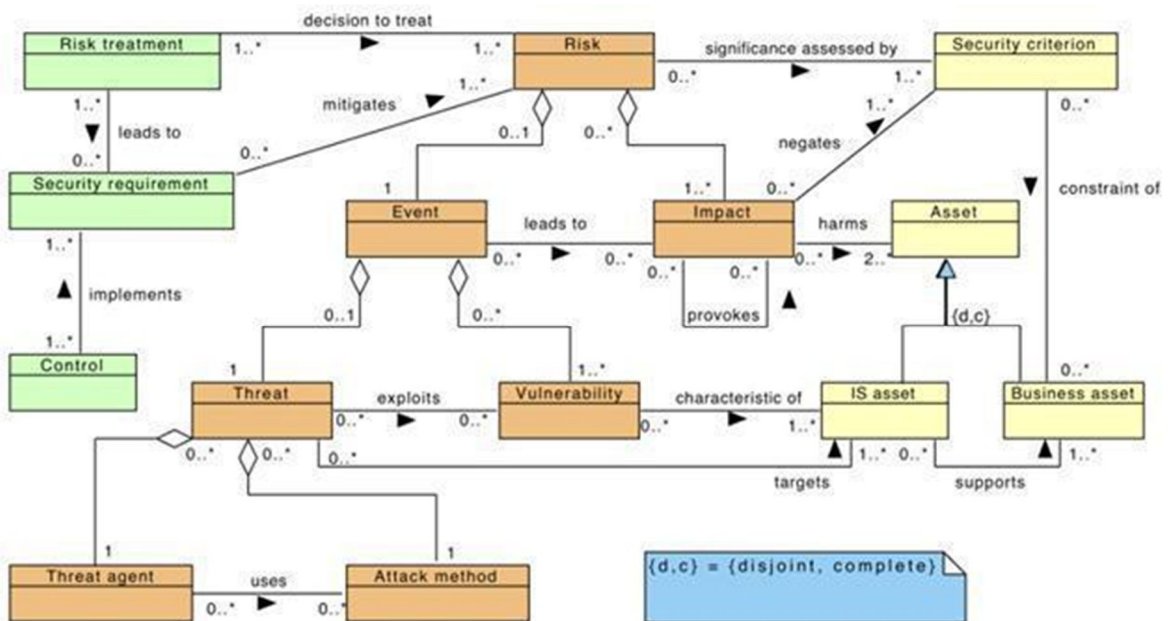 decision to treat
Risk treatment
1..*
1..*
Risk
significance assessed by
0..*
1..*
Security criterion
1..*
leads to
0..*
mitigates
1..*
0..*
0..1
0..*
negates
1..*
0..*
0..*
constraint of
Security requirement
1
Event
1..*
Impact
Asset
leads to
0..*
0..*
harms
0..*
2..*
1..*
implements
1..*
0..*
0..*
provokes
{d,c}
0..1
0..*
Control
1
Threat
1..*
Vulnerability
IS asset
0..*
Business asset
exploits
0..*
0..*
characteristic of
0..*
1..*
0..*
0..*
0..*
targets
1..*
0..*
supports
1..*
1
Threat agent
1
Attack method
uses
0..*
0..*
{d,c} = {disjoint, complete}